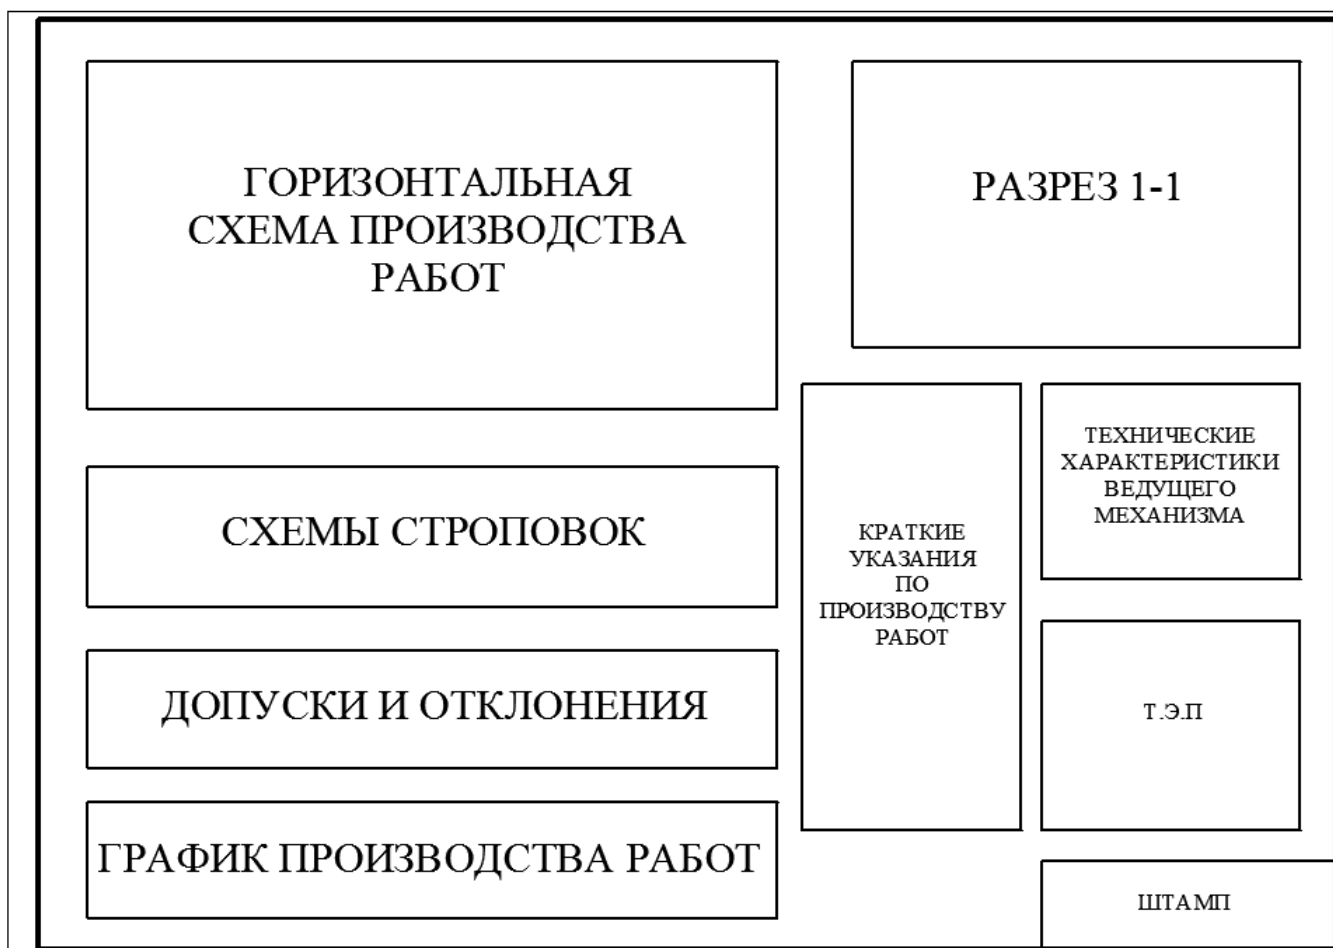 ГОРИЗОНТАЛЬНАЯ
СХЕМА ПРОИЗВОДСТВА
РАБОТ
РАЗРЕЗ 1-1
СХЕМЫ СТРОПОВОК
ДОПУСКИ И ОТКЛОНЕНИЯ
ГРАФИК ПРОИЗВОДСТВА РАБОТ
КРАТКИЕ
УКАЗАНИЯ
ПО
ПРОИЗВОДСТВУ
РАБОТ
ТЕХНИЧЕСКИЕ
ХАРАКТЕРИСТИКИ
ВЕДУЩЕГО
МЕХАНИЗМА
Т.Э.П
ШТАМП